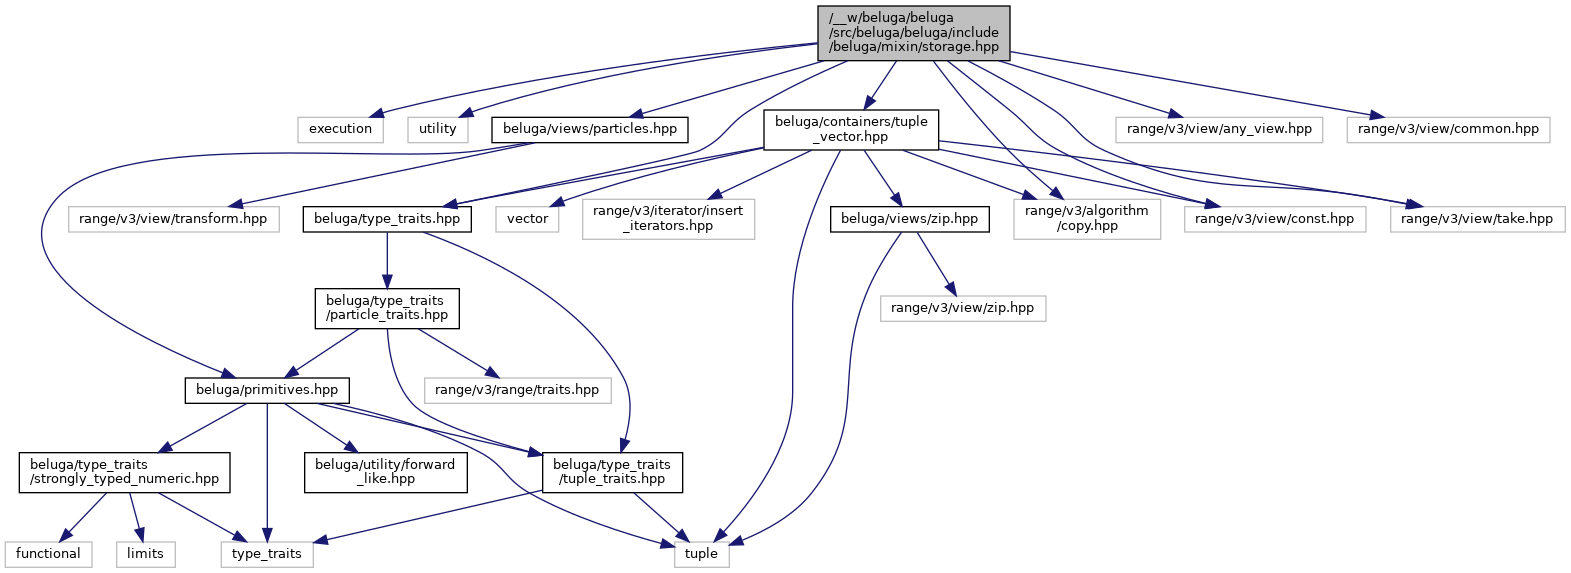 /__w/beluga/beluga
/src/beluga/beluga/include
/beluga/mixin/storage.hpp
execution
utility
beluga/views/particles.hpp
beluga/containers/tuple
_vector.hpp
range/v3/view/any_view.hpp
range/v3/view/common.hpp
range/v3/view/transform.hpp
beluga/type_traits.hpp
vector
range/v3/iterator/insert
_iterators.hpp
beluga/views/zip.hpp
range/v3/algorithm
/copy.hpp
range/v3/view/const.hpp
range/v3/view/take.hpp
beluga/type_traits
/particle_traits.hpp
range/v3/view/zip.hpp
beluga/primitives.hpp
range/v3/range/traits.hpp
beluga/type_traits
/strongly_typed_numeric.hpp
beluga/utility/forward
_like.hpp
beluga/type_traits
/tuple_traits.hpp
functional
limits
type_traits
tuple